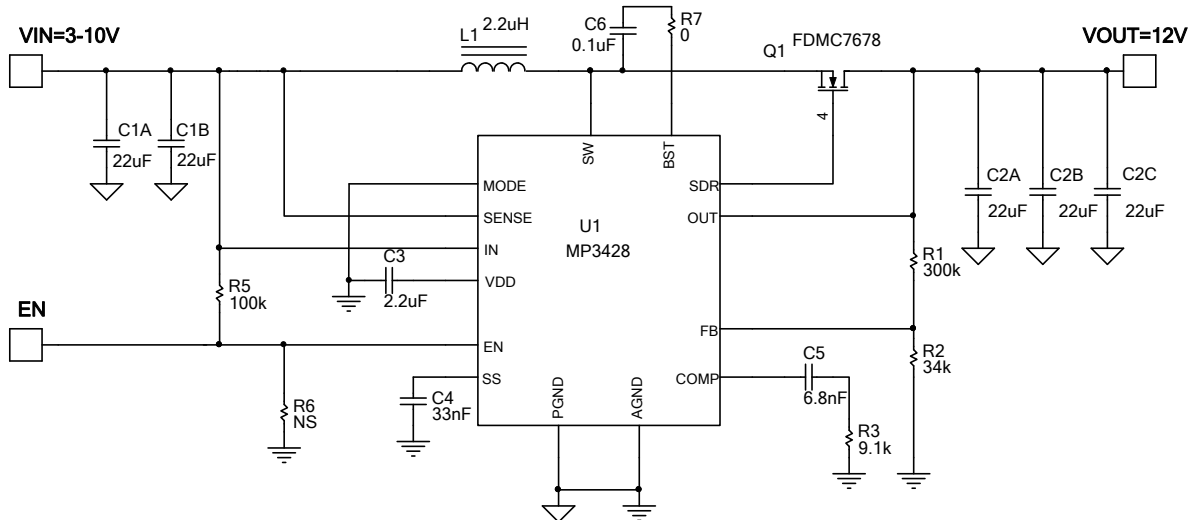 VIN=3-10V
L1
2.2uH
C6
0.1uF
R7
0
Q1
FDMC7678
VOUT=12V
4
C1A
22uF
C1B
22uF
SW
BST
MODE
SENSE
IN
VDD
EN
SS
PGND
AGND
SDR
OUT
FB
COMP
U1
MP3428
C2A
22uF
C2B
22uF
C2C
22uF
C3
2.2uF
R5
100k
R1
300k
EN
R2
34k
C5
6.8nF
C4
33nF
R6
NS
R3
9.1k